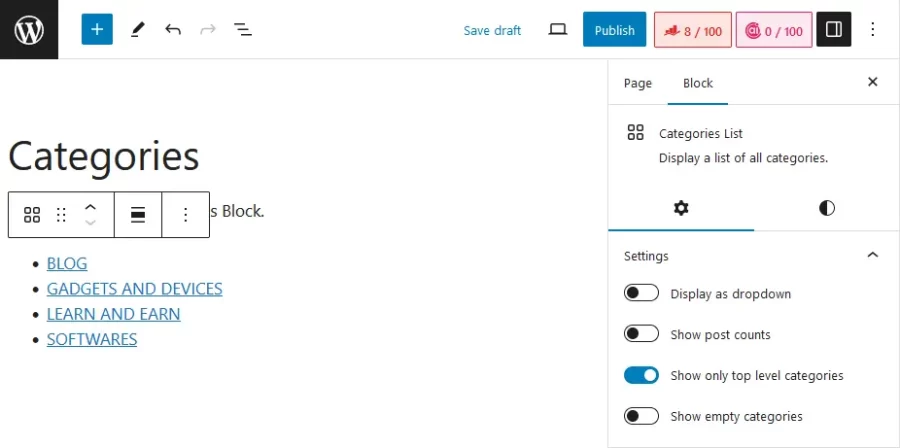 Save draft
Publish
8 / 100
0 / 100
Page
Block
Categories List
Display a list of all categories.
Categories
s Block.
BLOG
GADGETS AND DEVICES
LEARN AND EARN
SOFTWARES
Settings
Display as dropdown
Show post counts
Show only top level categories
Show empty categories